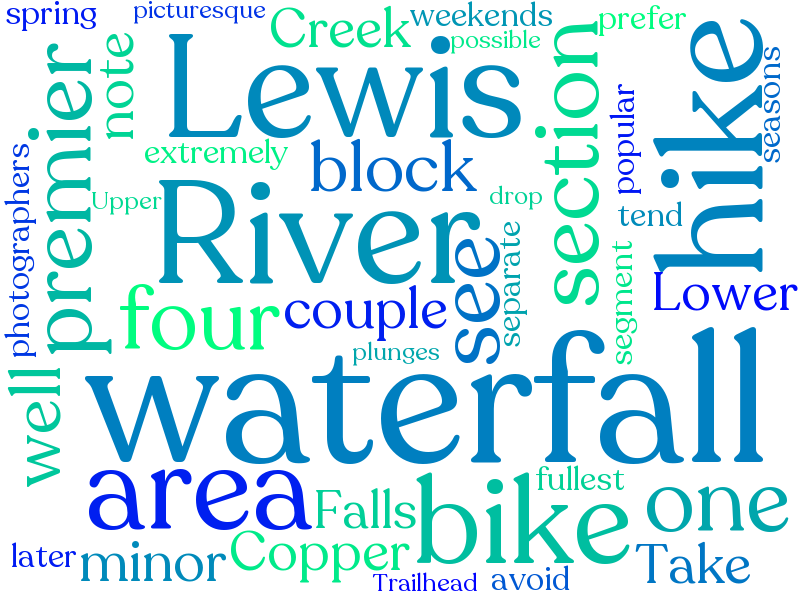 spring
picturesque
Creek
weekends
possible
prefer
premier
note
Lewis
section
popular
hike
seasons
extremely
block
photographers
Upper
River
drop
tend
see
separate
segment
Lower
four
couple
plunges
well
waterfall
area
Falls
bike
fullest
one
later
minor
Copper
Trailhead
avoid
Take